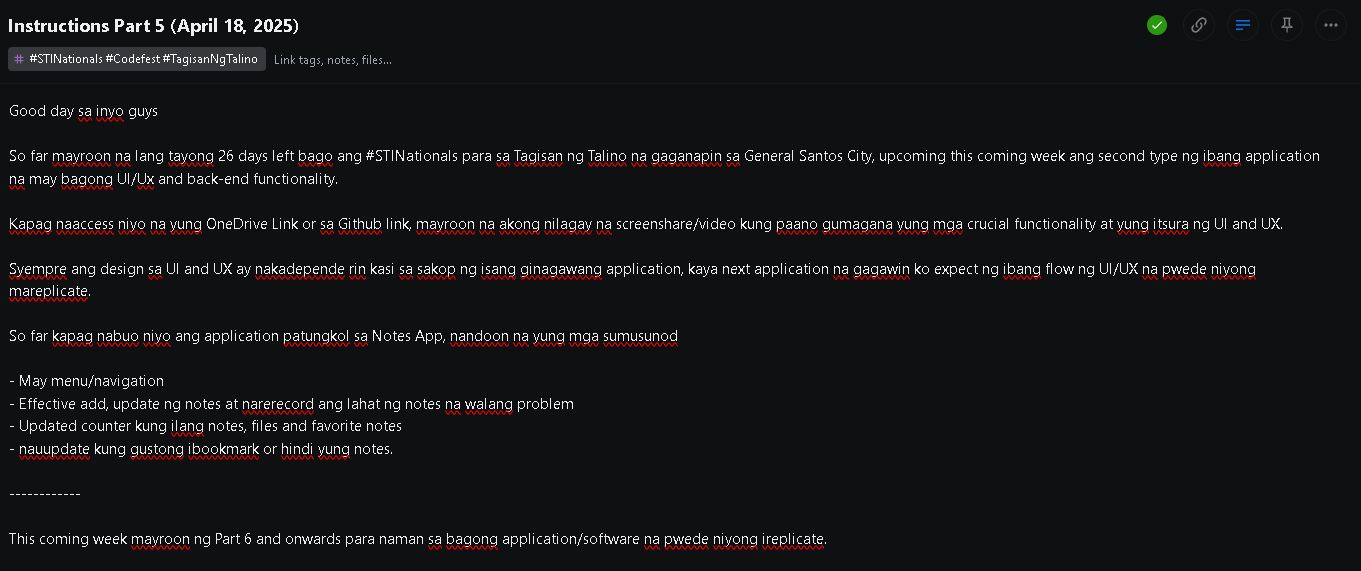 Instructions Part 5 (April 18, 2025)
# #STINationals #Codefest #TagisanNgTalino Link tags, notes, files...
Good day sa inyo guys
So far mayroon na lang tayong 26 days left bago ang #STINationals para sa Tagisan ng Talino na gaganapin sa General Santos City, upcoming this coming week ang second type ng ibang application
na may bagong UI/Ux and back-end functionality.
Kapag naaccess niyo na yung OneDrive Link or sa Github link, mayroon na akong nilagay na screenshare/video kung paano gumagana yung mga crucial functionality at yung itsura ng UI and UX.
Syempre ang design sa UI and UX ay nakadepende rin kasi sa sakop ng isang ginagawang application, kaya next application na gagawin ko expect ng ibang flow ng UI/UX na pwede niyong
mareplicate.
So far kapag nabuo niyo ang application patungkol sa Notes App, nandoon na yung mga sumusunod
- May menu/navigation
- Effective add, update ng notes at narerecord ang lahat ng notes na walang problem
- Updated counter kung ilang notes, files and favorite notes
- nauupdate kung gustong ibookmark or hindi yung notes.
------------
This coming week mayroon ng Part 6 and onwards para naman sa bagong application/software na pwede niyong ireplicate.